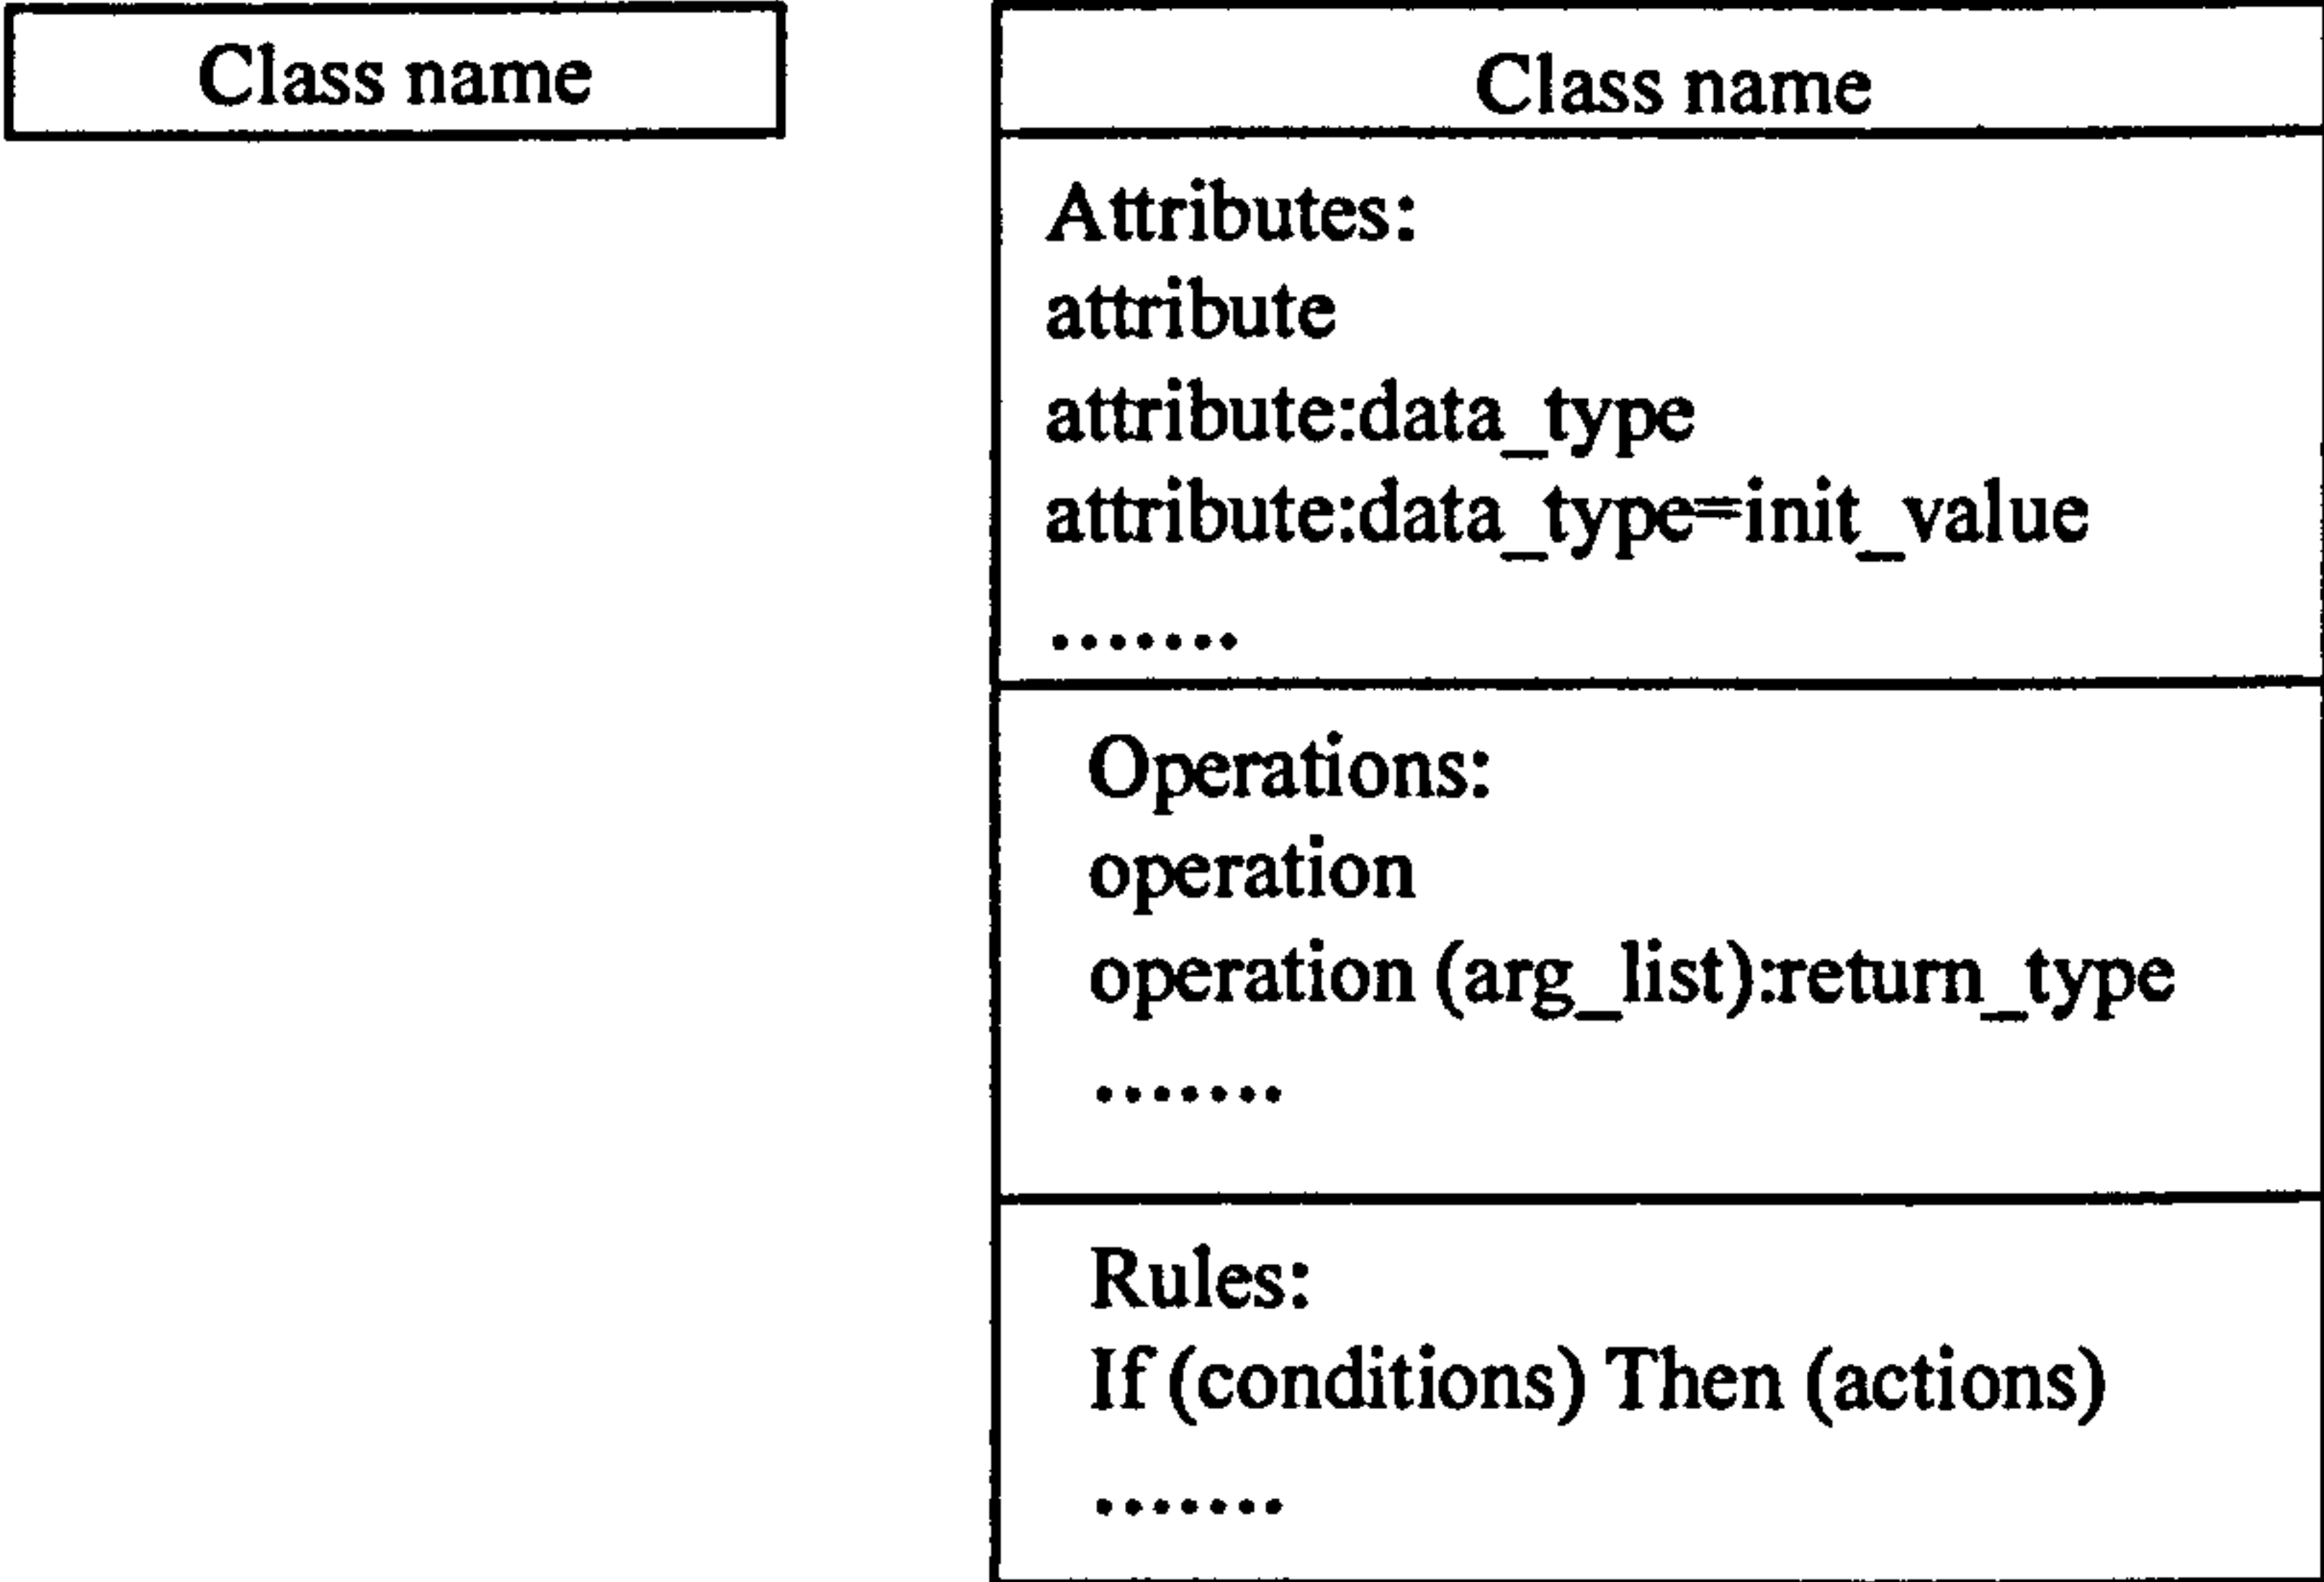 Class name
Class name
Attributes:
attribute
attribute:data_type
attribute:data_type=init_value
.......
Operations:
operation
operation (arg_list):return_type
.......
Rules:
If (conditions) Then (actions)
.......